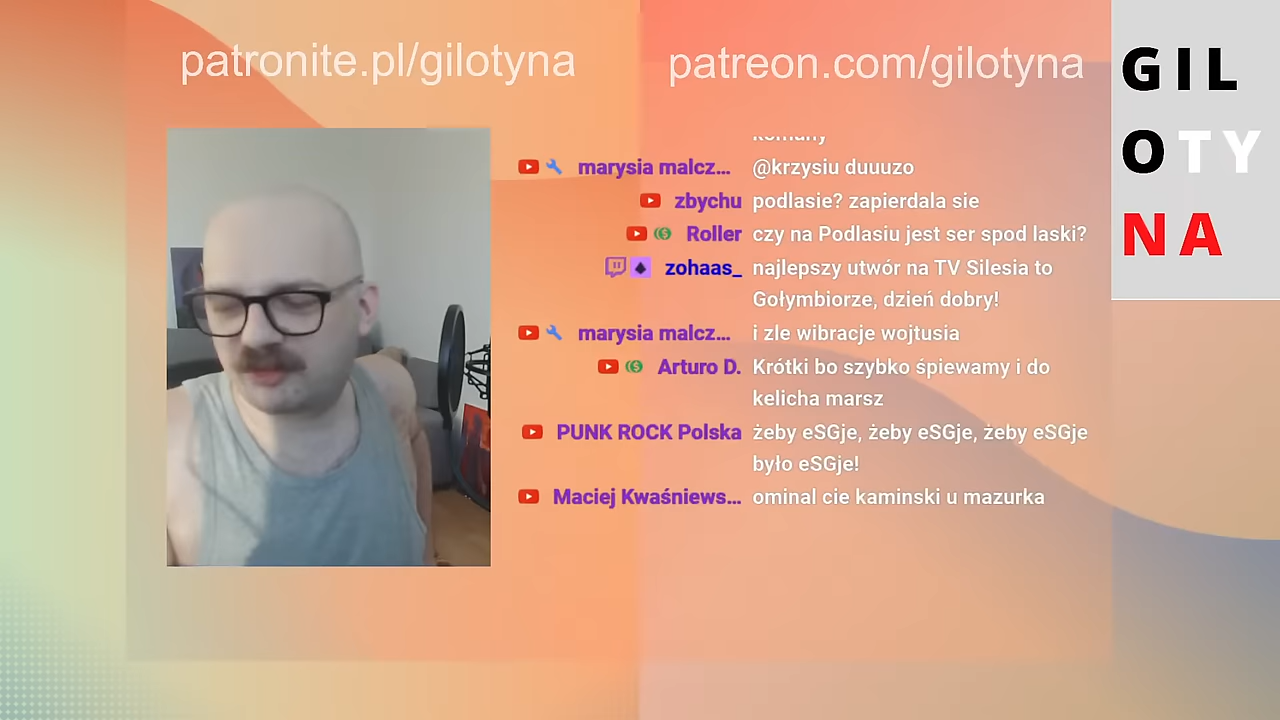 patronite.pl/gilotyna
patreon.com/gilotyna
GIL
OTY
NA
komuny
marysia malcz... @krzysiu duuuzo
zbychu podlasie? zapierdala sie
Roller czy na Podlasiu jest ser spod laski?
zohaas_ najlepszy utwór na TV Silesia to
Gołymbiorze, dzień dobry!
marysia malcz... i zle wibracje wojtusia
Arturo D. Krótki bo szybko śpiewamy i do
kelicha marsz
PUNK ROCK Polska żeby eSGje, żeby eSGje, żeby eSGje
było eSGje!
Maciej Kwaśniews... ominal cie kaminski u mazurka